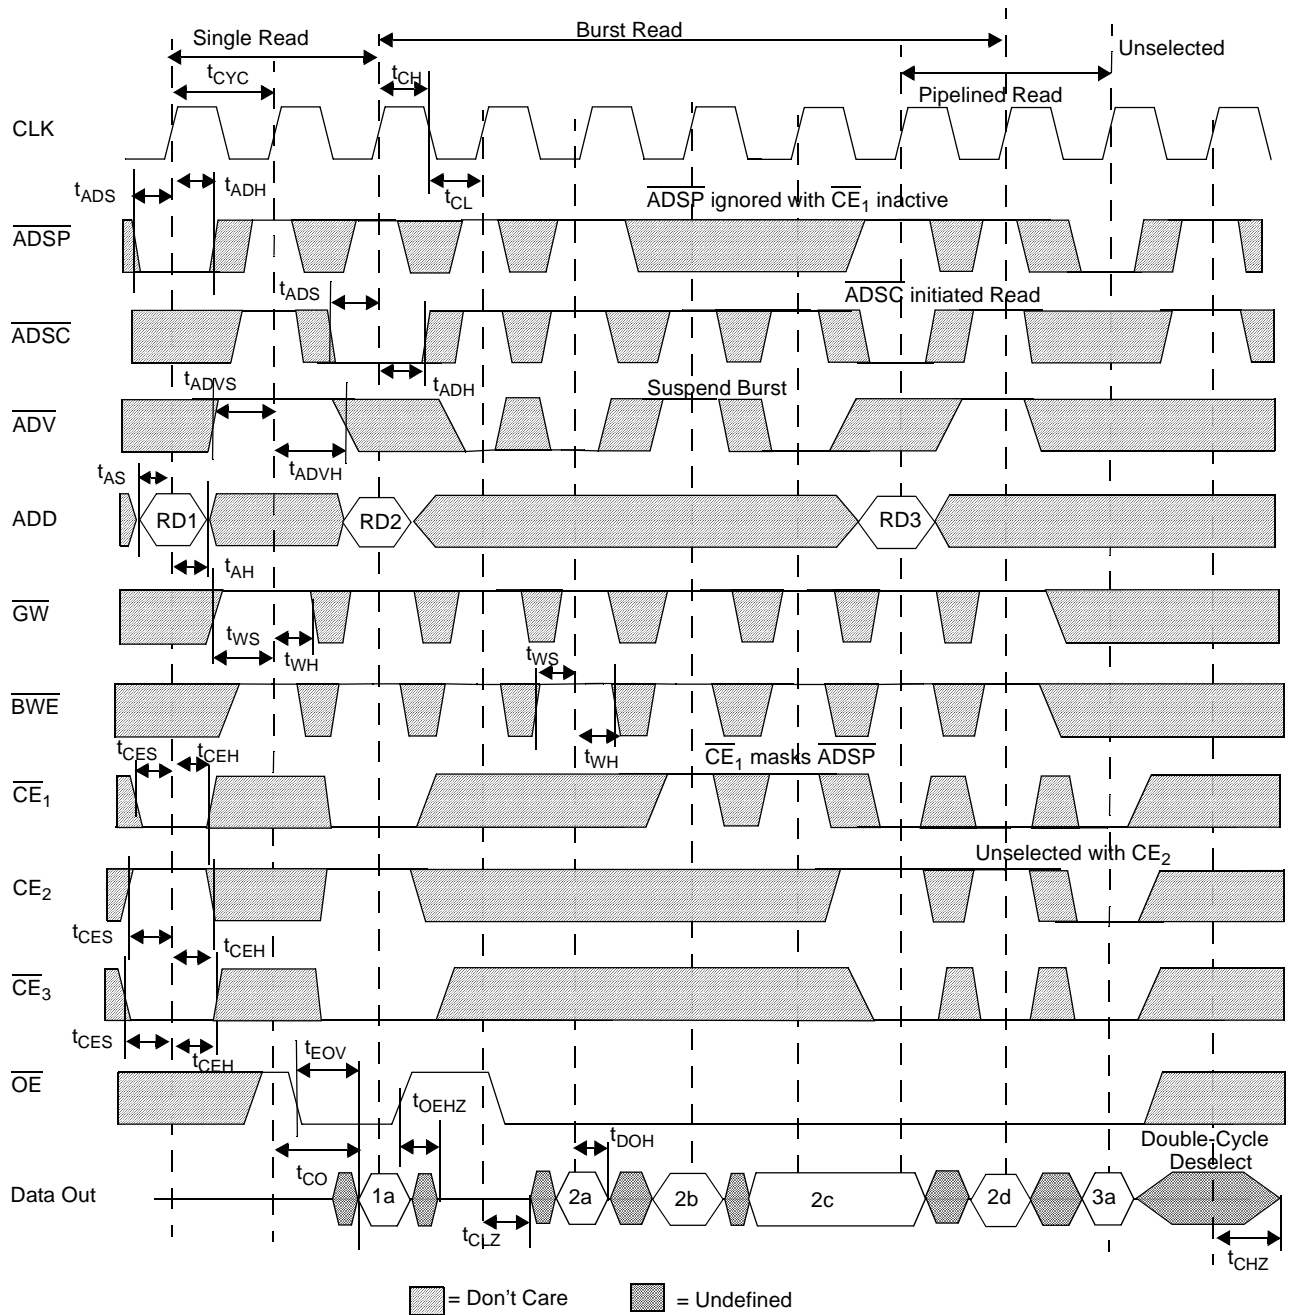 Single Read
Burst Read
Unselected
tCYC
tCH
Pipelined Read
CLK
tADS
tADH
tCL
ADSP ignored with CE1 inactive
ADSP
tADS
ADSC initiated Read
ADSC
tADVS
tADH
Suspend Burst
ADV
tADVH
tAS
ADD
RD1
RD2
RD3
tAH
GW
tWS
tWH
tWS
BWE
tCES
tCEH
tWH
CE1 masks ADSP
CE1
Unselected with CE2
CE2
tCES
tCEH
CE3
tCES
tCEH
tEOV
OE
tOEHZ
tDOH
Double-Cycle
Deselect
tCO
Data Out
1a
2a
2b
2c
2d
3a
tCLZ
tCHZ
= Don't Care
= Undefined